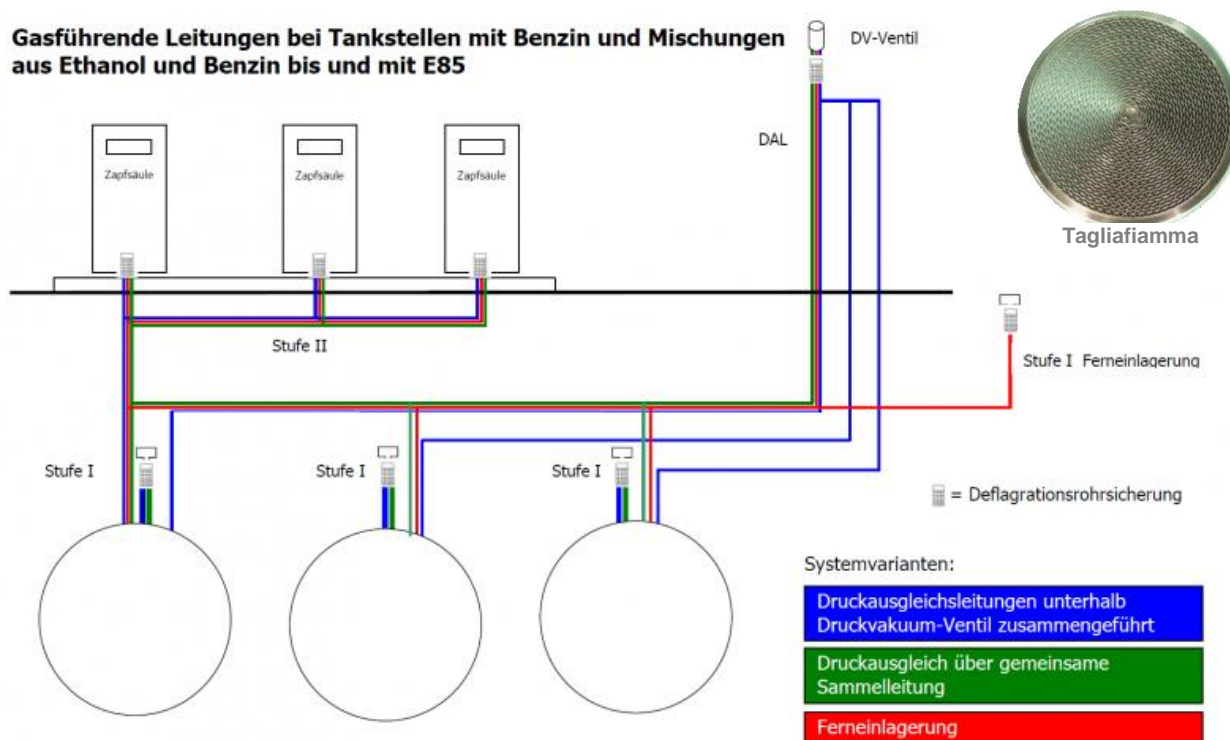 Gasführende Leitungen bei Tankstellen mit Benzin und Mischungen
aus Ethanol und Benzin bis und mit E85
DV-Ventil
DAL
Tagliafiamma
Zapfsäule
Zapfsäule
Zapfsäule
Stufe II
Stufe I Ferneinlagerung
Stufe I
Stufe I
Stufe I
= Deflagrationsrohrsicherung
Systemvarianten:
Druckausgleichsleitungen unterhalb
Druckvakuum-Ventil zusammengeführt
Druckausgleich über gemeinsame
Sammelleitung
Ferneinlagerung